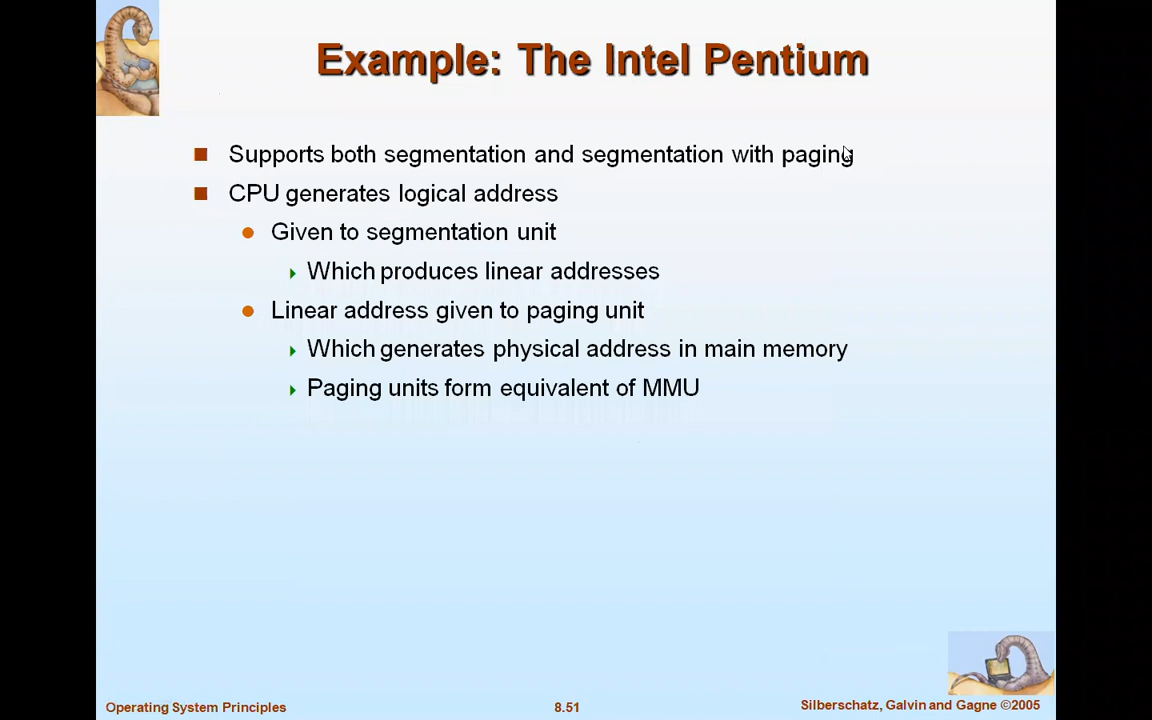 Example: The Intel Pentium
Supports both segmentation and segmentation with paging
CPU generates logical address
Given to segmentation unit
Which produces linear addresses
Linear address given to paging unit
Which generates physical address in main memory
Paging units form equivalent of MMU
Operating System Principles
8.51
Silberschatz, Galvin and Gagne ©2005